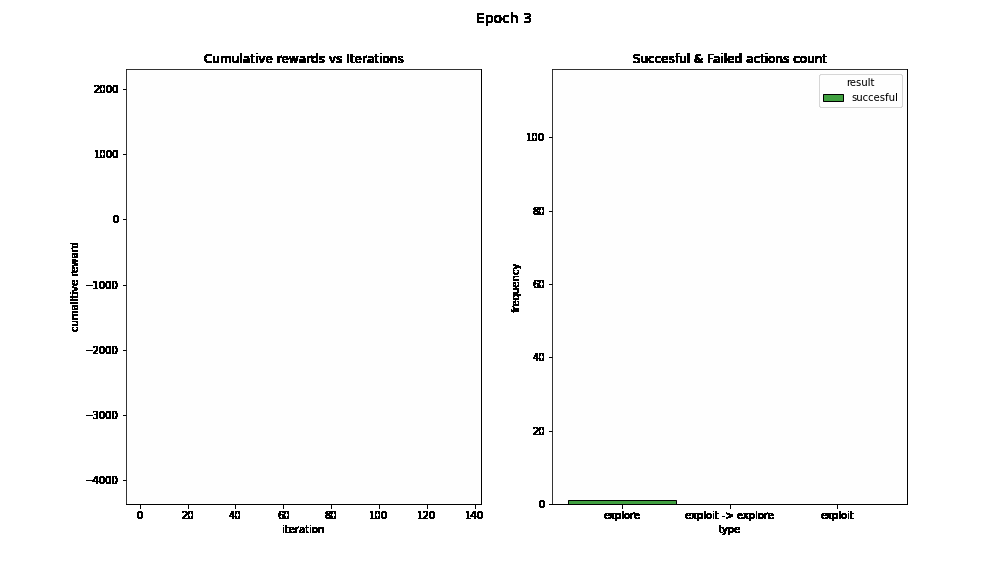 Epoch 3
Cumulative rewards vs Iterations
2000
1000
0
−1000
−2000
−3000
−4000
cumalitive reward
0 20 40 60 80 100 120 140
iteration
Succesful & Failed actions count
result
succesful
100
80
60
40
20
0
frequency
explore exploit -> explore exploit
type